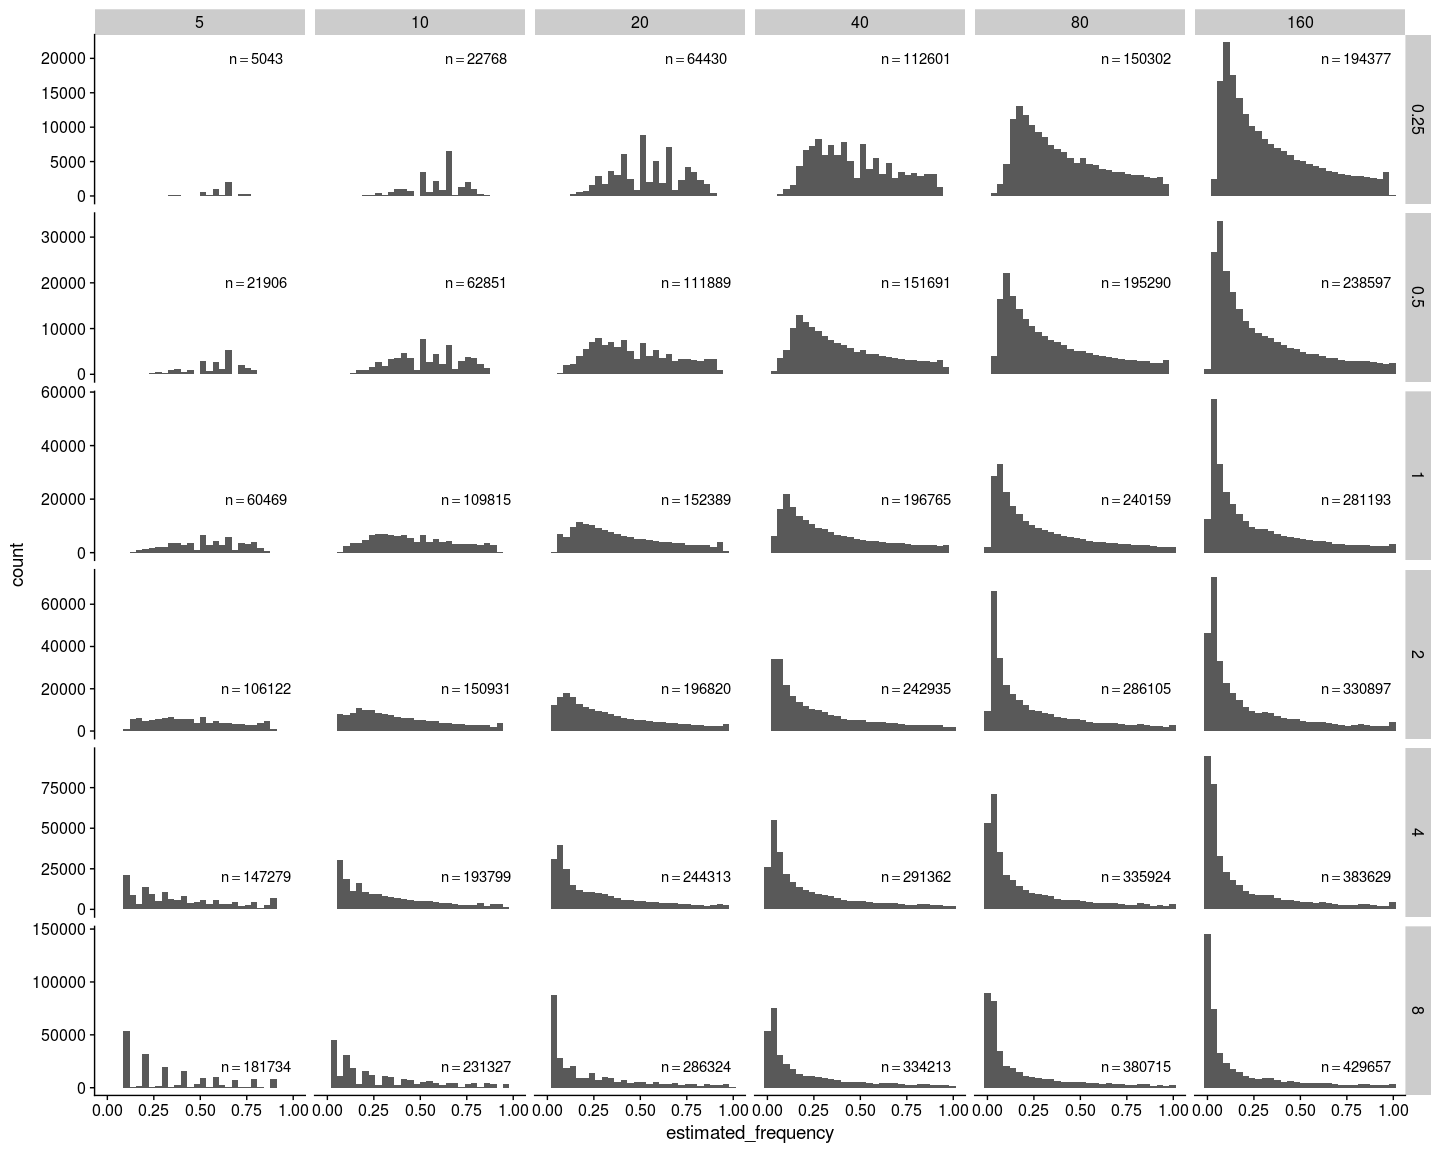 5 10 20 40 80 160
20000 15000 10000 5000 0
n=5043 n=22768 n=64430 n=112601 n=150302 n=194377
0.25
30000 20000 10000 0
n=21906 n=62851 n=111889 n=151691 n=195290 n=238597
0.5
60000 40000 20000 0
n=60469 n=109815 n=152389 n=196765 n=240159 n=281193
1
count
60000 40000 20000 0
n=106122 n=150931 n=196820 n=242935 n=286105 n=330897
2
75000 50000 25000 0
n=147279 n=193799 n=244313 n=291362 n=335924 n=383629
4
150000 100000 50000 0
n=181734 n=231327 n=286324 n=334213 n=380715 n=429657
8
0.00 0.25 0.50 0.75 1.00 0.00 0.25 0.50 0.75 1.00 0.00 0.25 0.50 0.75 1.00 0.00 0.25 0.50 0.75 1.00 0.00 0.25 0.50 0.75 1.00 0.00 0.25 0.50 0.75 1.00
estimated_frequency